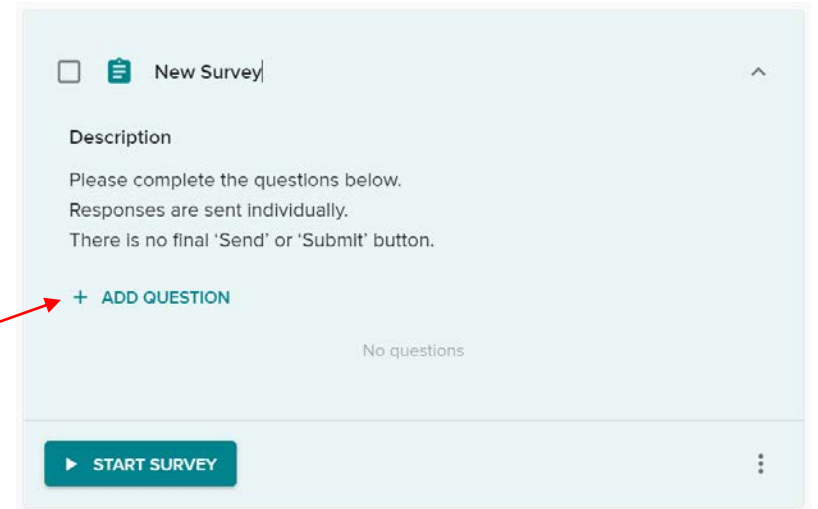 New Survey
Description
Please complete the questions below.
Responses are sent individually.
There is no final ‘Send’ or ‘Submit’ button.
+ ADD QUESTION
No questions
START SURVEY